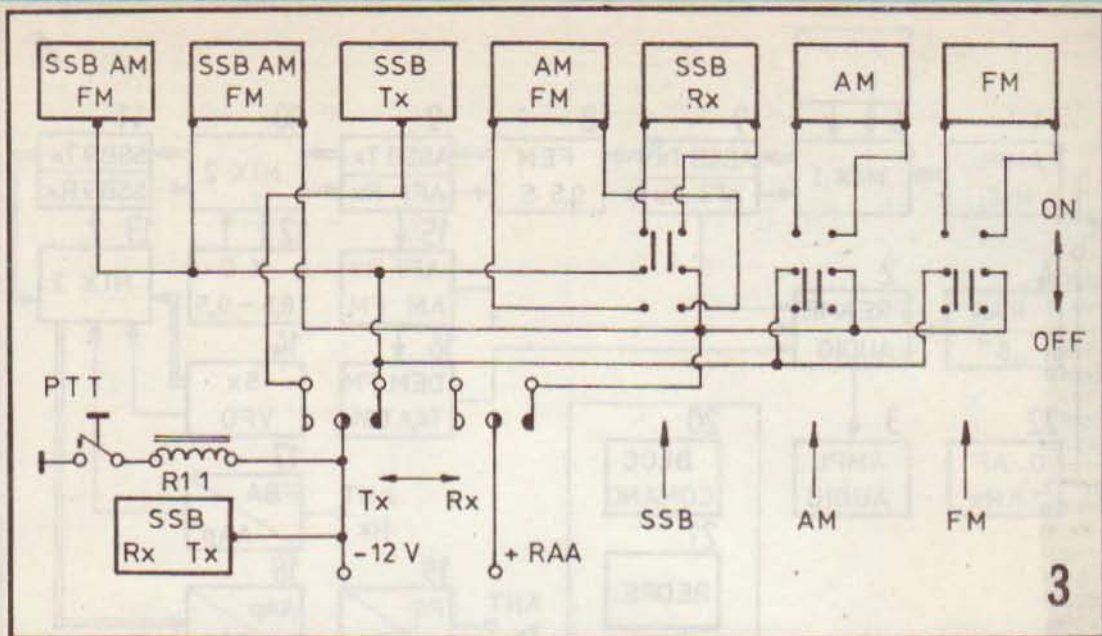 SSB AM
FM
SSB AM
FM
SSB
Tx
AM
FM
SSB
Rx
AM
FM
ON
OFF
PTT
R11
Tx
Rx
SSB
Rx Tx
-12 V
+ RAA
SSB
AM
FM
3